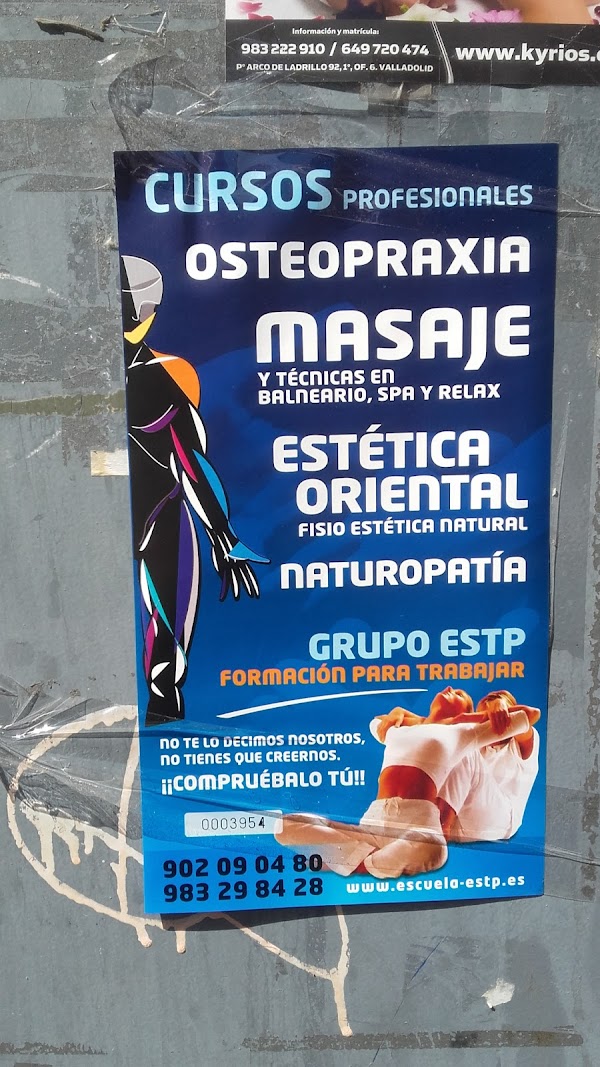 Información y matrícula:
983 222 910 / 649 720 474
Pº ARCO DE LADRILLO 92, 1º, OF. 6. VALLADOLID
www.kyrios.
CURSOS PROFESIONALES
OSTEOPRAXIA
MASAJE
Y TÉCNICAS EN
BALNEARIO, SPA Y RELAX
ESTÉTICA
ORIENTAL
FISIO ESTÉTICA NATURAL
NATUROPATÍA
GRUPO ESTP
FORMACIÓN PARA TRABAJAR
NO TE LO DECIMOS NOSOTROS,
NO TIENES QUE CREERNOS.
¡¡COMPRUÉBALO TÚ!!
0003954
902 09 04 80
983 29 84 28
www.escuela-estp.es